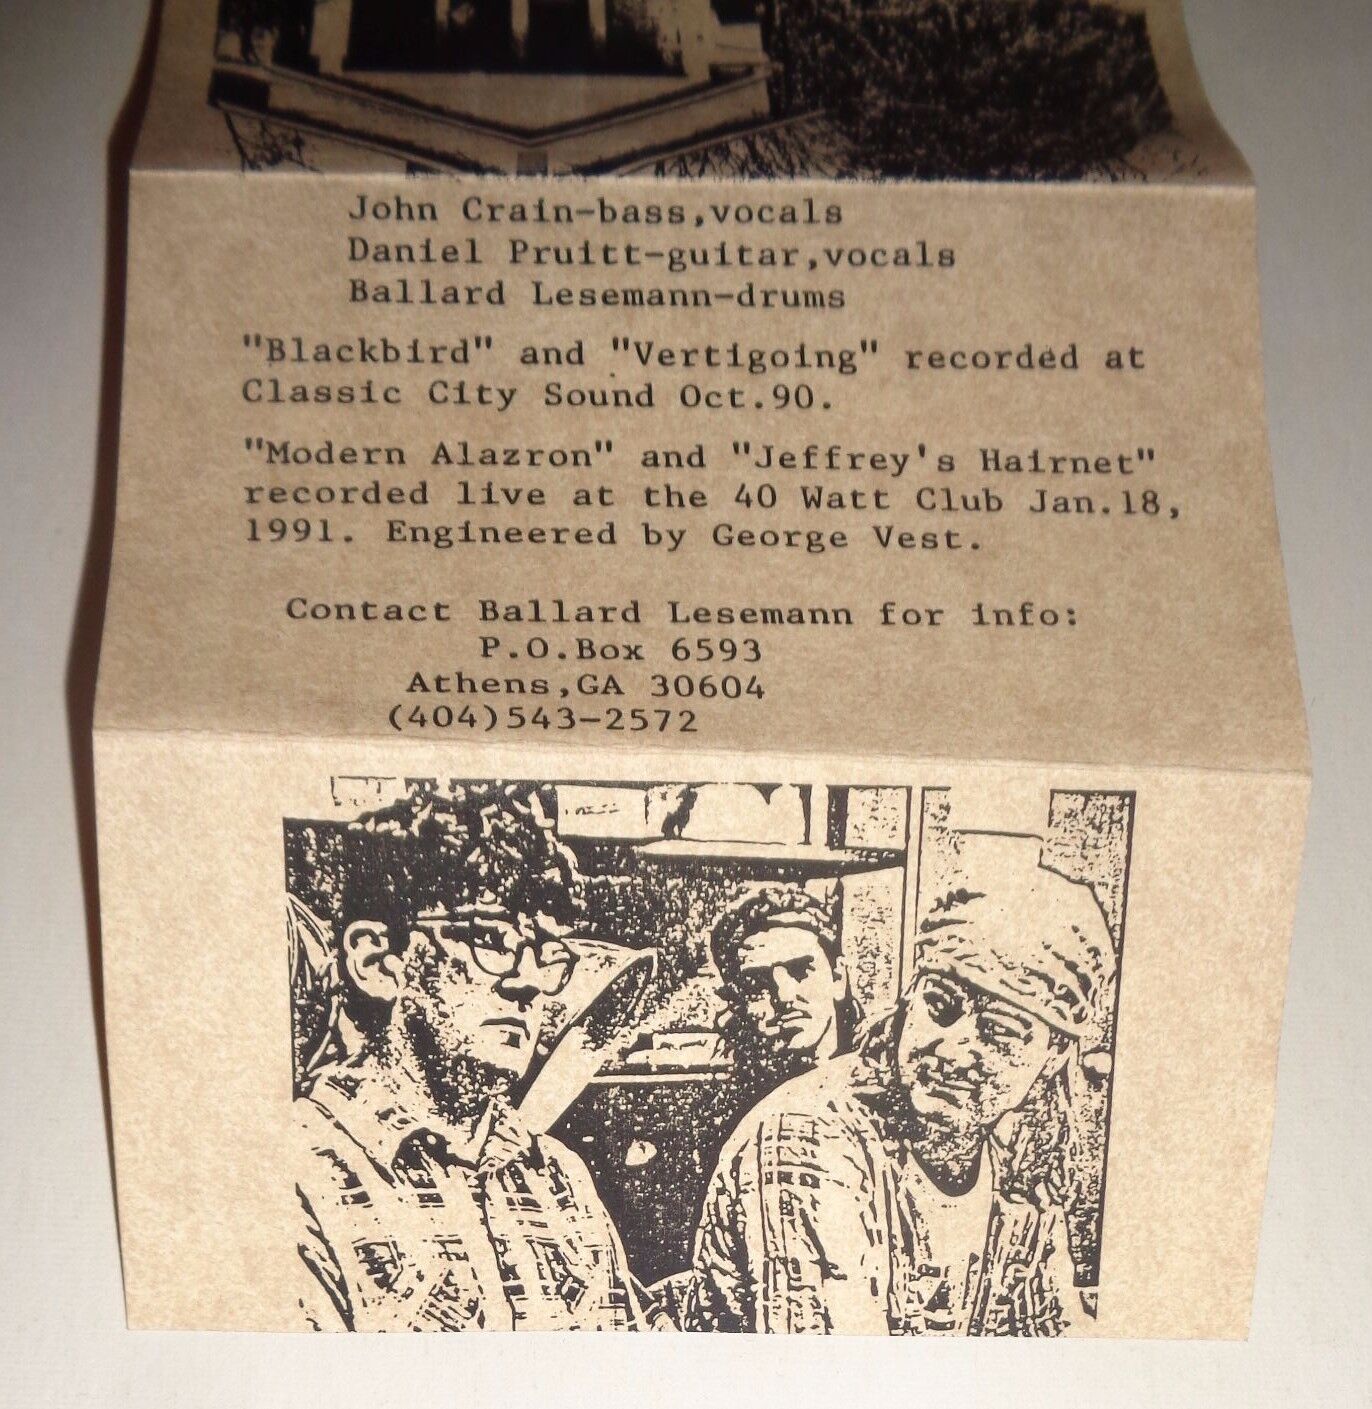 John Crain-bass,vocals
Daniel Pruitt-guitar,vocals
Ballard Lesemann-drums
"Blackbird" and "Vertigoing" recorded at
Classic City Sound Oct.90.
"Modern Alazron" and "Jeffrey's Hairnet"
recorded live at the 40 Watt Club Jan.18,
1991. Engineered by George Vest.
Contact Ballard Lesemann for info:
P.O.Box 6593
Athens,GA 30604
(404)543-2572